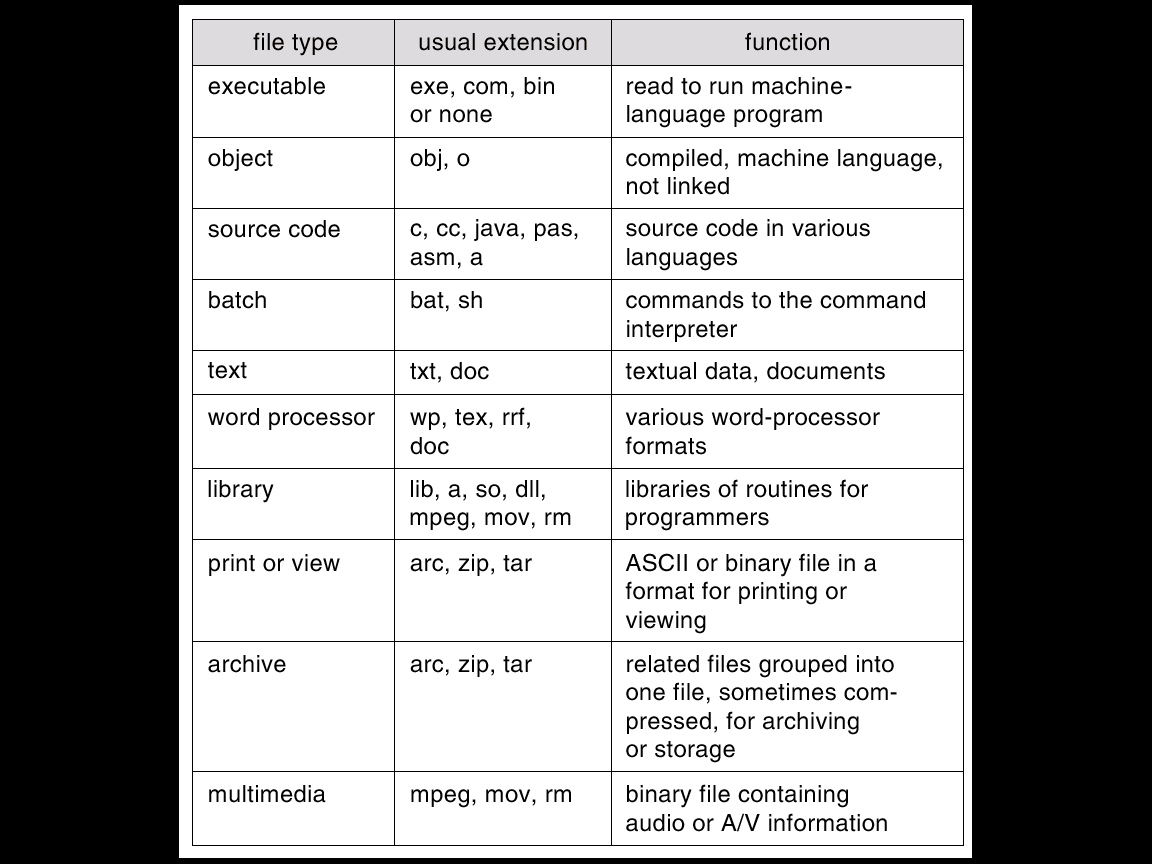 file type usual extension function
executable exe, com, bin read to run machine-
or none language program
object obj, o compiled, machine language,
not linked
source code c, cc, java, pas, source code in various
asm, a languages
batch bat, sh commands to the command
interpreter
text txt, doc textual data, documents
word processor wp, tex, rrf, various word-processor
doc formats
library lib, a, so, dll, libraries of routines for
mpeg, mov, rm programmers
print or view arc, zip, tar ASCII or binary file in a
format for printing or
viewing
archive arc, zip, tar related files grouped into
one file, sometimes com-
pressed, for archiving
or storage
multimedia mpeg, mov, rm binary file containing
audio or A/V information